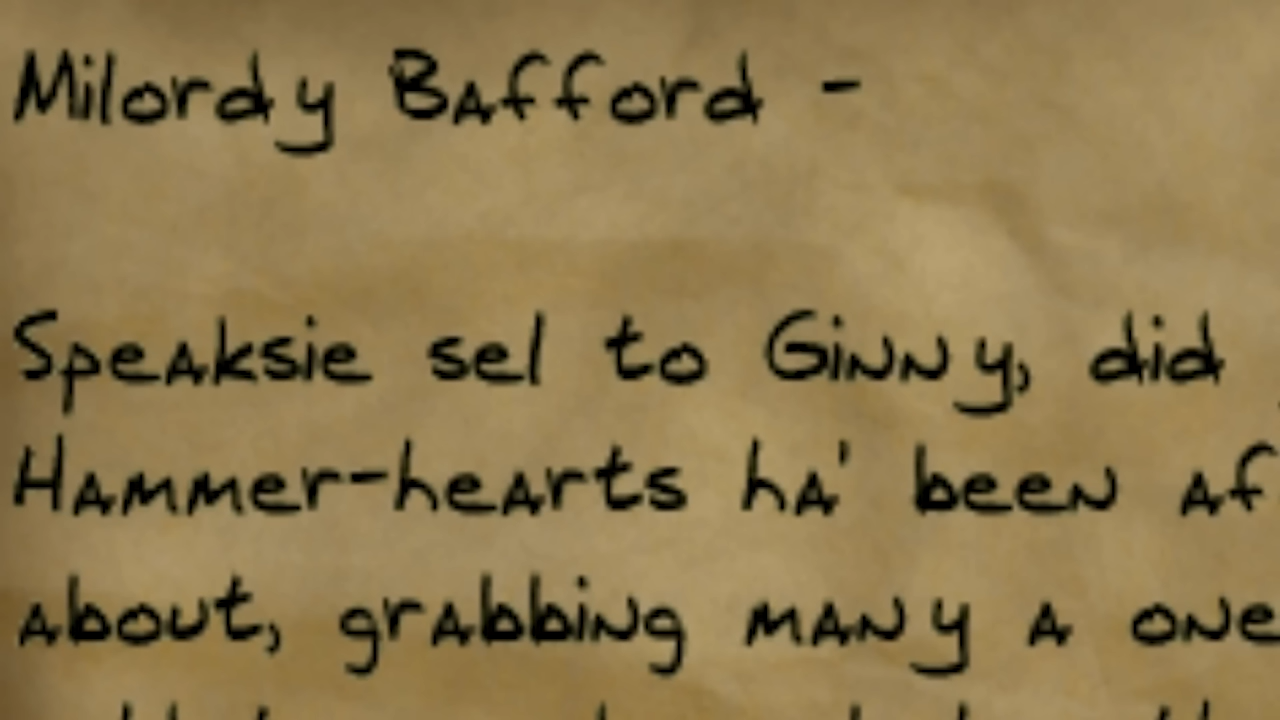 Milordy Bafford -
Speaksie sel to Ginny, did
Hammer-hearts ha' been af
about, grabbing many a one